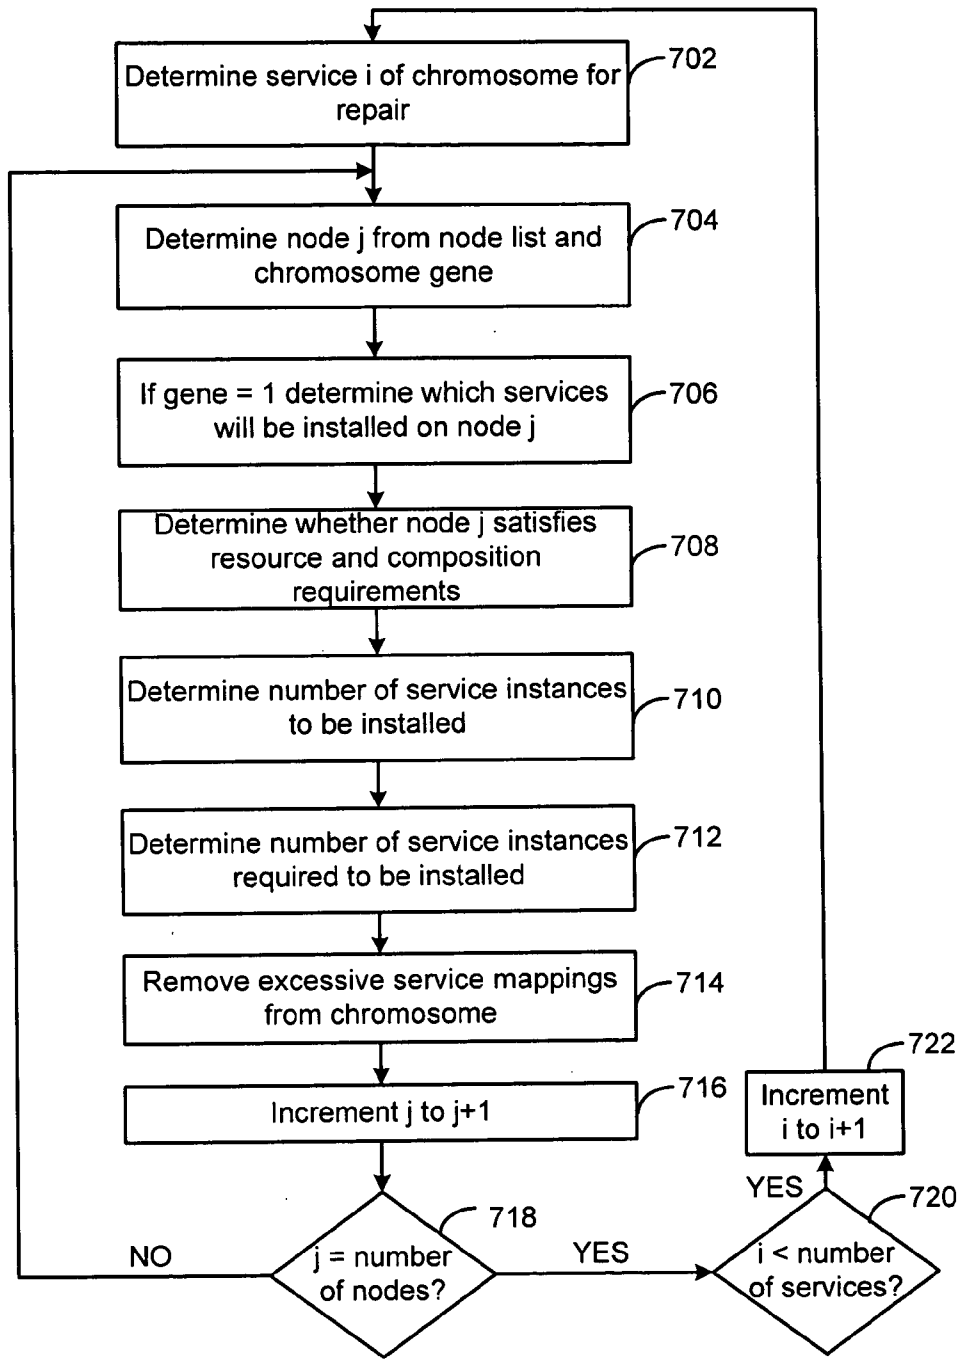 Determine service i of chromosome for
repair
702
Determine node j from node list and
chromosome gene
704
If gene = 1 determine which services
will be installed on node j
706
Determine whether node j satisfies
resource and composition
requirements
708
Determine number of service instances
to be installed
710
Determine number of service instances
required to be installed
712
Remove excessive service mappings
from chromosome
714
Increment j to j+1
716
722
Increment
i to i+1
YES
718
720
NO
j = number
of nodes?
YES
i < number
of services?